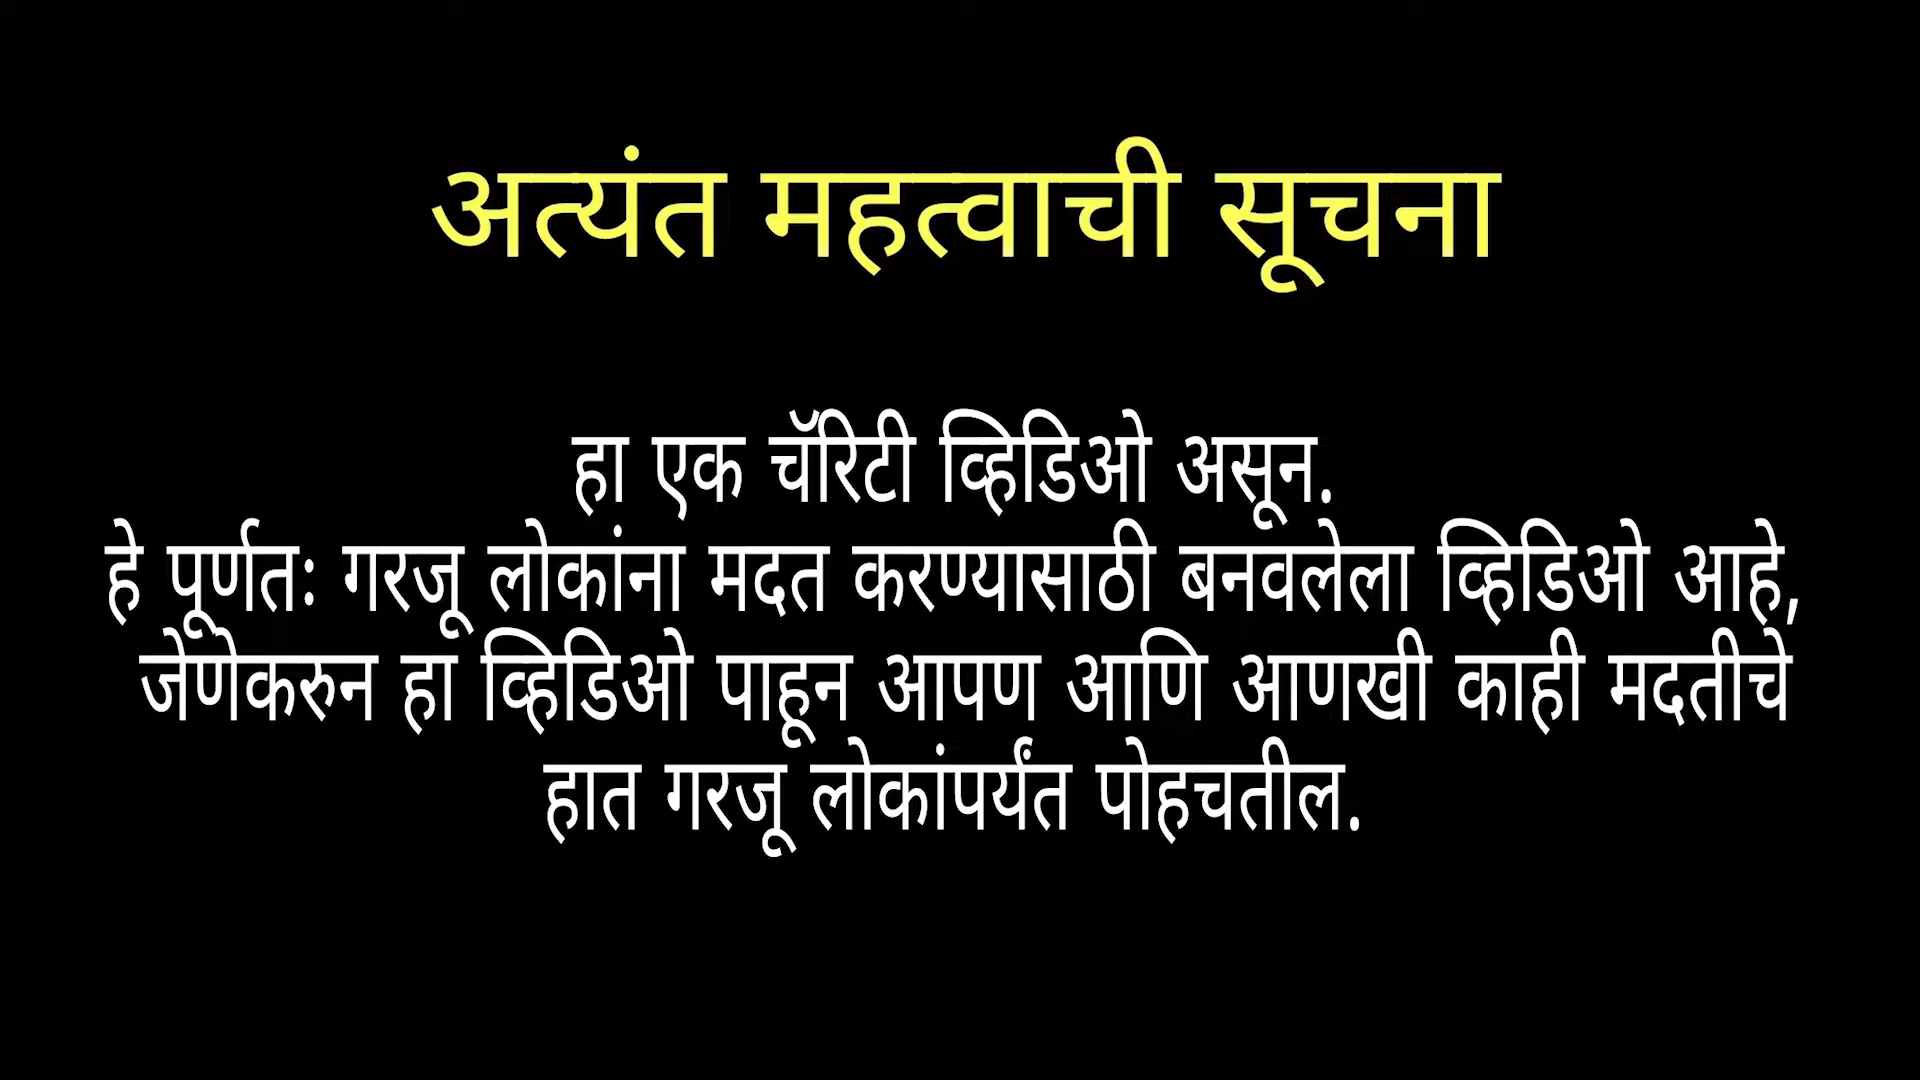 अत्यंत महत्वाची सूचना
हा एक चॅरिटी व्हिडिओ असून.
हे पूर्णतः गरजू लोकांना मदत करण्यासाठी बनवलेला व्हिडिओ आहे,
जेणेकरुन हा व्हिडिओ पाहून आपण आणि आणखी काही मदतीचे
हात गरजू लोकांपर्यंत पोहचतील.